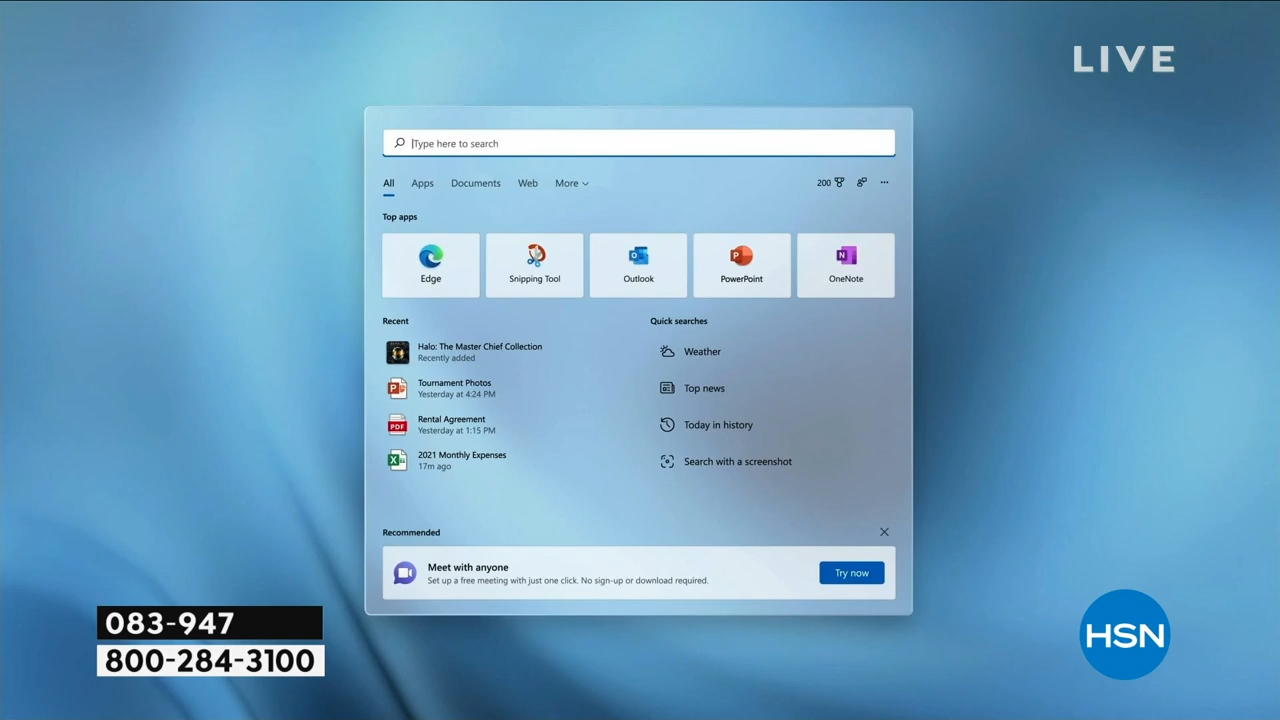 LIVE
Type here to search
All Apps Documents Web More 200
Top apps
Edge Snipping Tool Outlook PowerPoint OneNote
Recent
Halo: The Master Chief Collection
Recently added
Tournament Photos
Yesterday at 4:24 PM
PDF
Rental Agreement
Yesterday at 1:15 PM
2021 Monthly Expenses
17m ago
Quick searches
Weather
Top news
Today in history
Search with a screenshot
Recommended
Meet with anyone
Set up a free meeting with just one click. No sign-up or download required.
Try now
083-947
800-284-3100
HSN